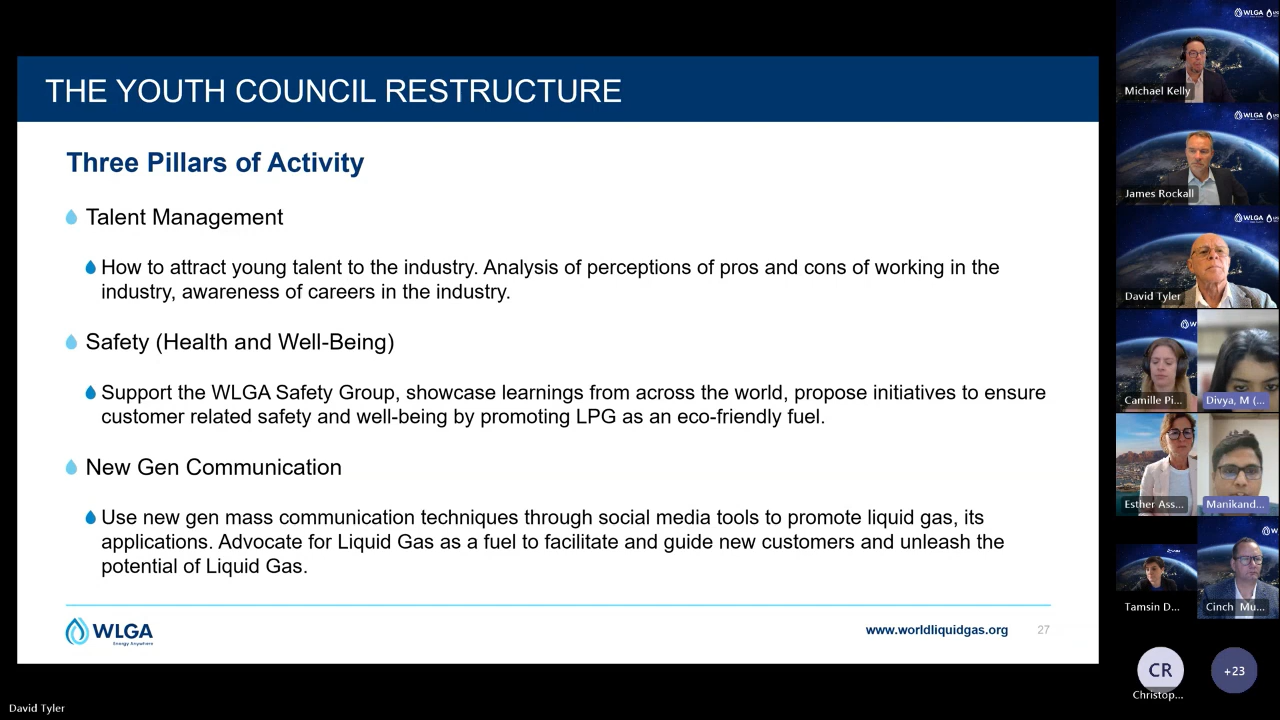 THE YOUTH COUNCIL RESTRUCTURE
Three Pillars of Activity
Talent Management
How to attract young talent to the industry. Analysis of perceptions of pros and cons of working in the
industry, awareness of careers in the industry.
Safety (Health and Well-Being)
Support the WLGA Safety Group, showcase learnings from across the world, propose initiatives to ensure
customer related safety and well-being by promoting LPG as an eco-friendly fuel.
New Gen Communication
Use new gen mass communication techniques through social media tools to promote liquid gas, its
applications. Advocate for Liquid Gas as a fuel to facilitate and guide new customers and unleash the
potential of Liquid Gas.
WLGA
Energy Anywhere
www.worldliquidgas.org 27
David Tyler
WLGA
Michael Kelly
WLGA
James Rockall
WLGA
David Tyler
Camille Pi...
Divya, M (...
Esther Ass...
Manikand...
Tamsin D...
Cinch Mu...
CR
+23
Christop...